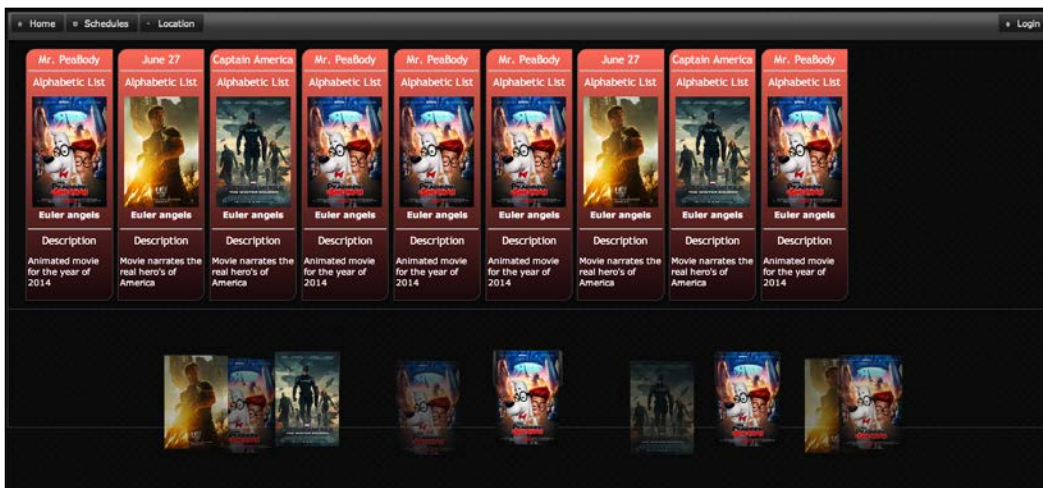 Home Schedules Location Login
Mr. PeaBody June 27 Captain America Mr. PeaBody Mr. PeaBody Mr. PeaBody June 27 Captain America Mr. PeaBody
Alphabetic List Alphabetic List Alphabetic List Alphabetic List Alphabetic List Alphabetic List Alphabetic List Alphabetic List Alphabetic List
THE WINTER SOLDIER THE WINTER SOLDIER
Euler angels Euler angels Euler angels Euler angels Euler angels Euler angels Euler angels Euler angels Euler angels
Description Description Description Description Description Description Description Description Description
Animated movie Movie narrates the Movie narrates the Animated movie Animated movie Animated movie Movie narrates the Movie narrates the Animated movie
for the year of real hero's of real hero's of for the year of for the year of for the year of real hero's of real hero's of for the year of
2014 America America 2014 2014 2014 America America 2014